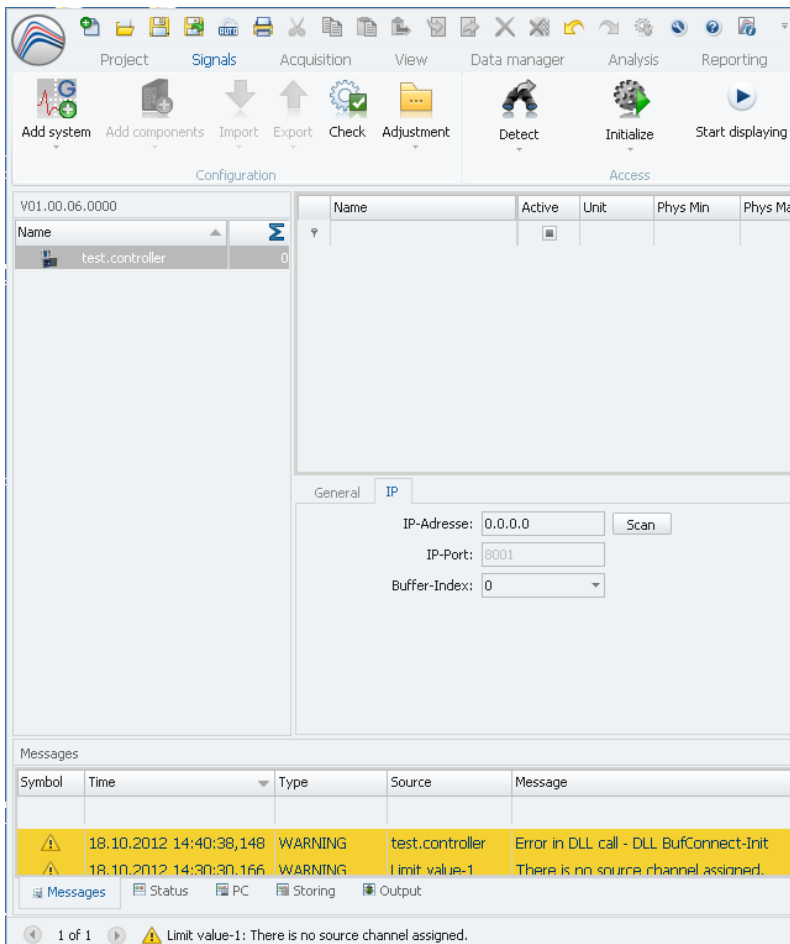 Project Signals Acquisition View Data manager Analysis Reporting
G
Add system Add components Import Export Check Adjustment Detect Initialize Start displaying
Configuration Access
V01.00.06.0000
Name Σ
test.controller 0
Name Active Unit Phys Min Phys Ma
General IP
IP-Adresse: 0.0.0.0 Scan
IP-Port: 8001
Buffer-Index: 0
Messages
Symbol Time Type Source Message
18.10.2012 14:40:38,148 WARNING test.controller Error in DLL call - DLL BufConnect-Init
18.10.2012 14:30:30,166 WARNING Limit value-1 There is no source channel assigned.
Messages Status PC Storing Output
1 of 1 Limit value-1: There is no source channel assigned.